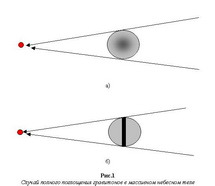 а)
б)
Рис.1
Случай полного поглощения гравитонов в массивном небесном теле